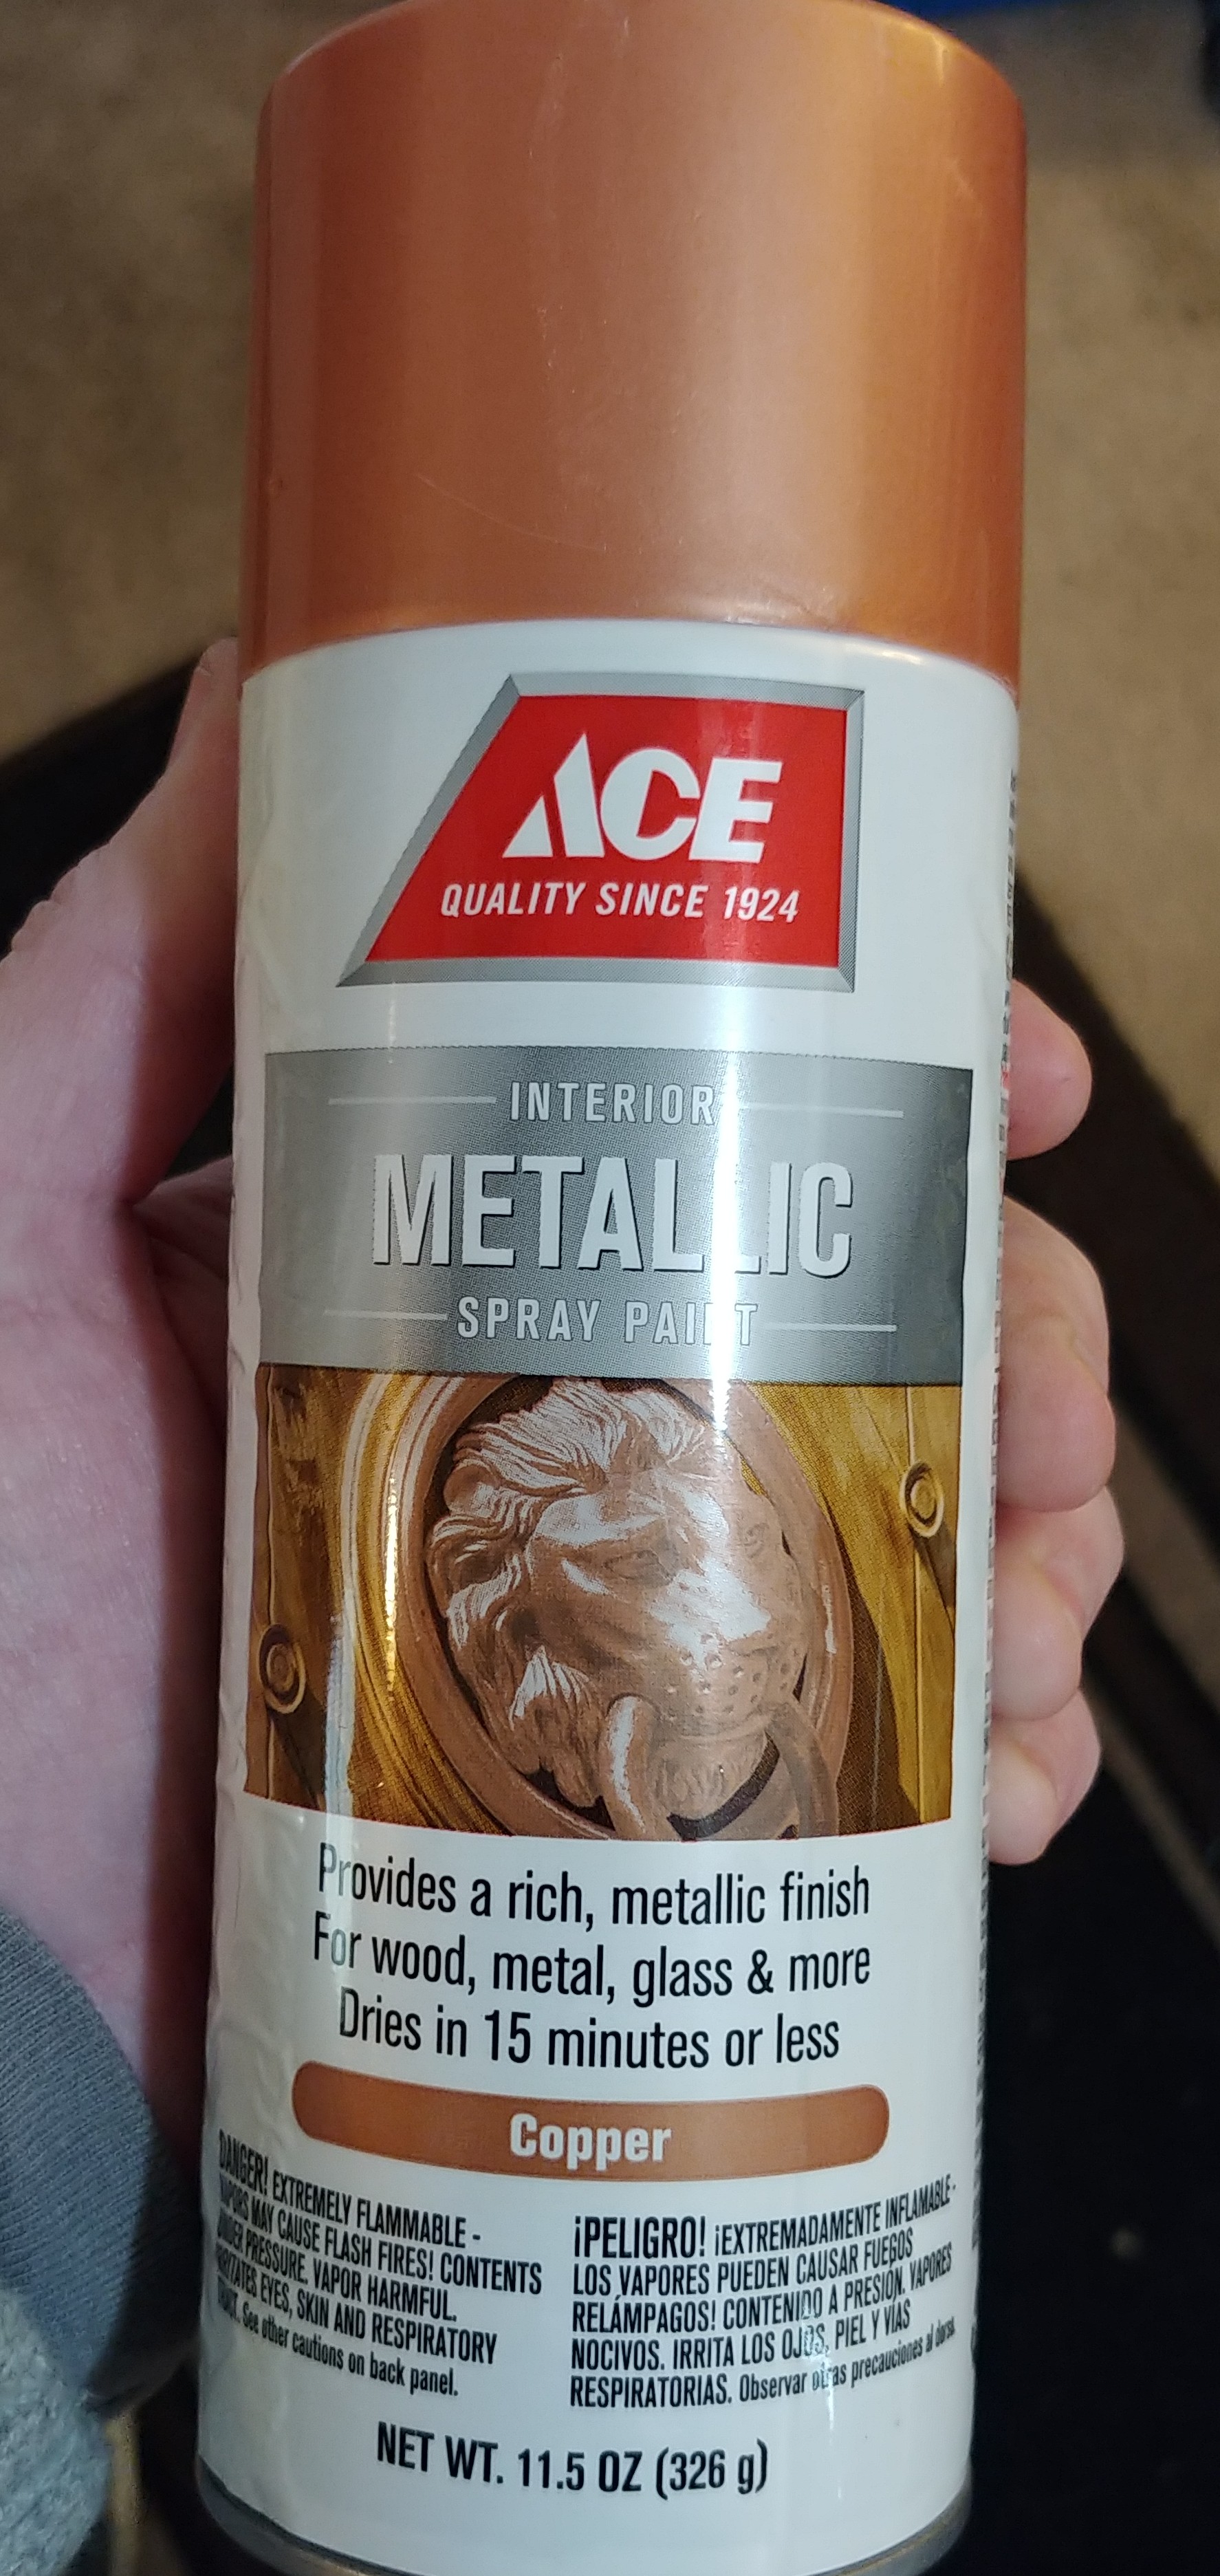 ACE
QUALITY SINCE 1924
INTERIOR
METALLIC
SPRAY PAINT
Provides a rich, metallic finish
For wood, metal, glass & more
Dries in 15 minutes or less
Copper
DANGER! EXTREMELY FLAMMABLE -
VAPORS MAY CAUSE FLASH FIRES! CONTENTS
UNDER PRESSURE. VAPOR HARMFUL.
IRRITATES EYES, SKIN AND RESPIRATORY
TRACT. See other cautions on back panel.
¡PELIGRO! ¡EXTREMADAMENTE INFLAMABLE -
LOS VAPORES PUEDEN CAUSAR FUEGOS
RELÁMPAGOS! CONTENIDO A PRESIÓN. VAPORES
NOCIVOS. IRRITA LOS OJOS, PIEL Y VÍAS
RESPIRATORIAS. Observar otras precauciones al dorso.
NET WT. 11.5 OZ (326 g)